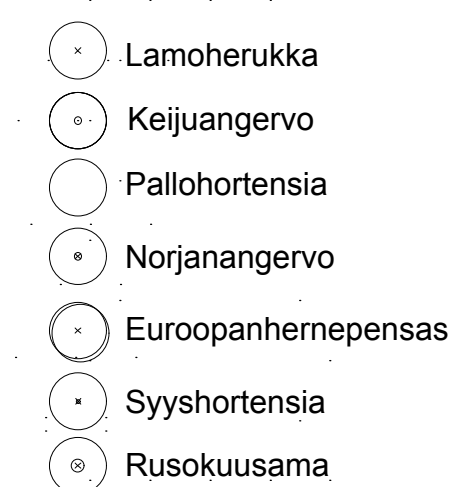 Lamoherukka
Keijuangervo
Pallohortensia
Norjanangervo
Euroopanhernepensas
Syyshortensia
Rusokuusama